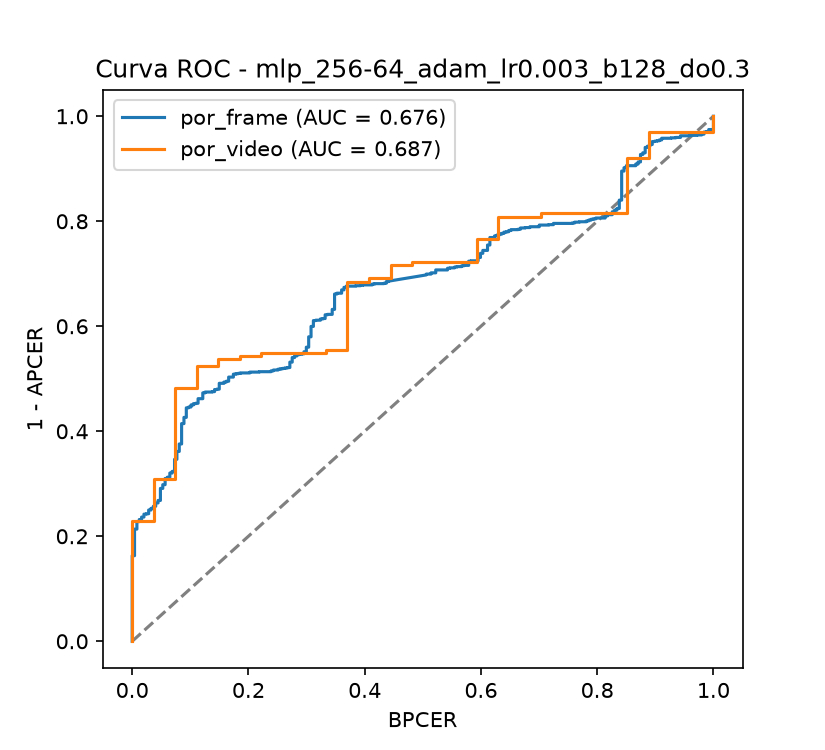 Curva ROC - mlp_256-64_adam_lr0.003_b128_do0.3
por_frame (AUC = 0.676)
por_video (AUC = 0.687)
1.0
0.8
0.6
0.4
0.2
0.0
1 - APCER
0.0 0.2 0.4 0.6 0.8 1.0
BPCER